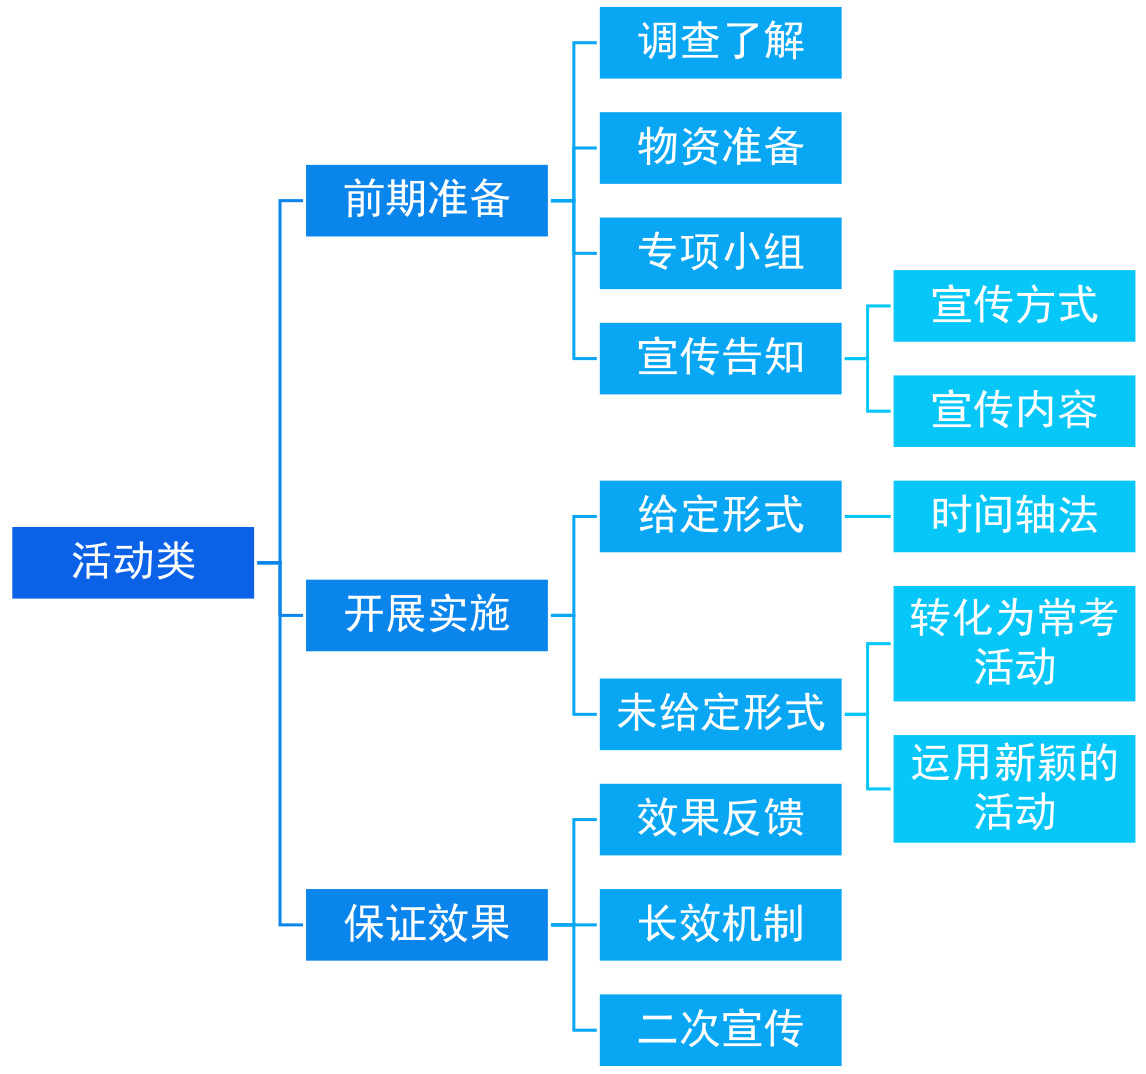 活动类
前期准备
调查了解
物资准备
专项小组
宣传告知
宣传方式
宣传内容
开展实施
给定形式
时间轴法
未给定形式
转化为常考
活动
运用新颖的
活动
保证效果
效果反馈
长效机制
二次宣传